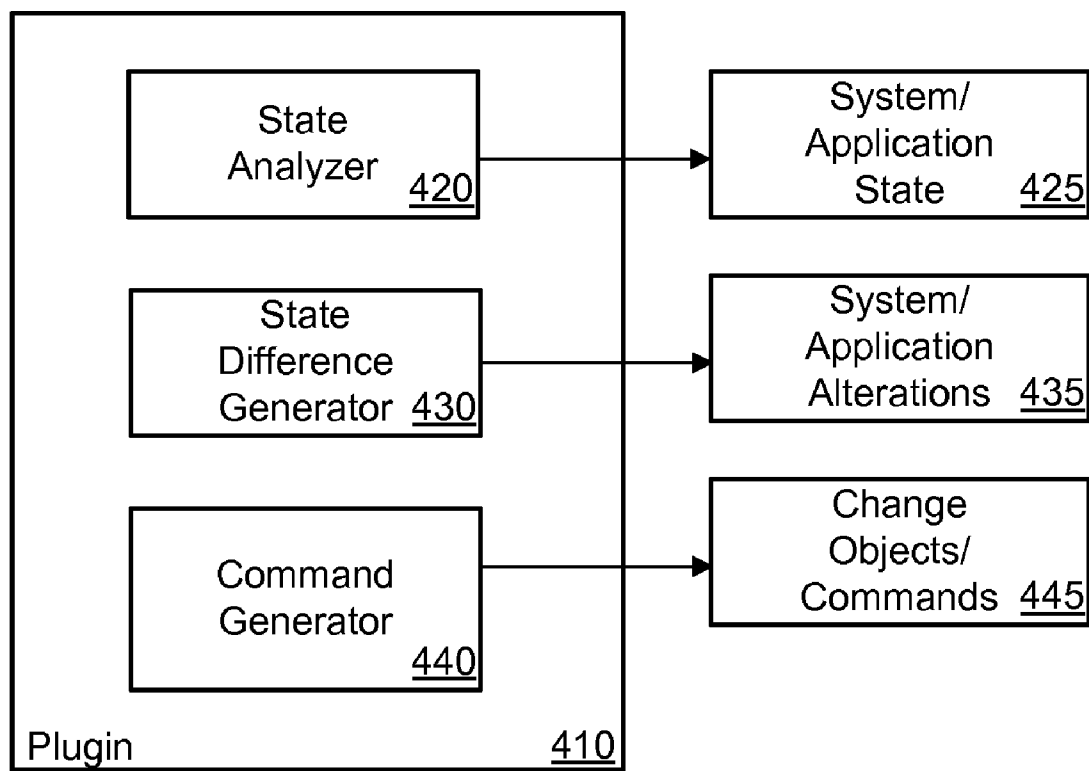 State
Analyzer
420
System/
Application
State 425
State
Difference
Generator 430
System/
Application
Alterations 435
Command
Generator
440
Change
Objects/
Commands 445
Plugin 410